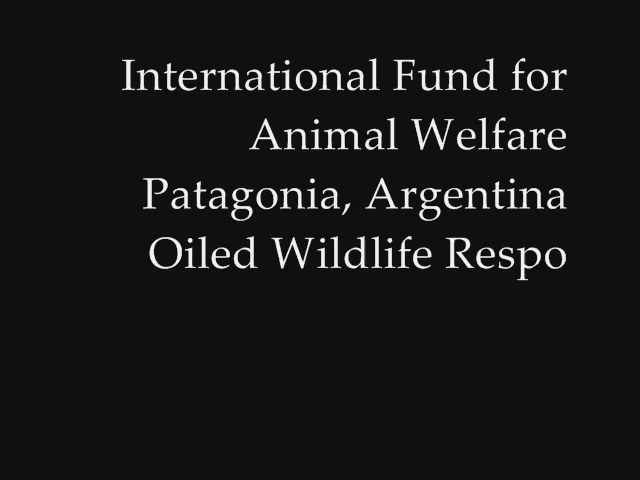 International Fund for
Animal Welfare
Patagonia, Argentina
Oiled Wildlife Respo